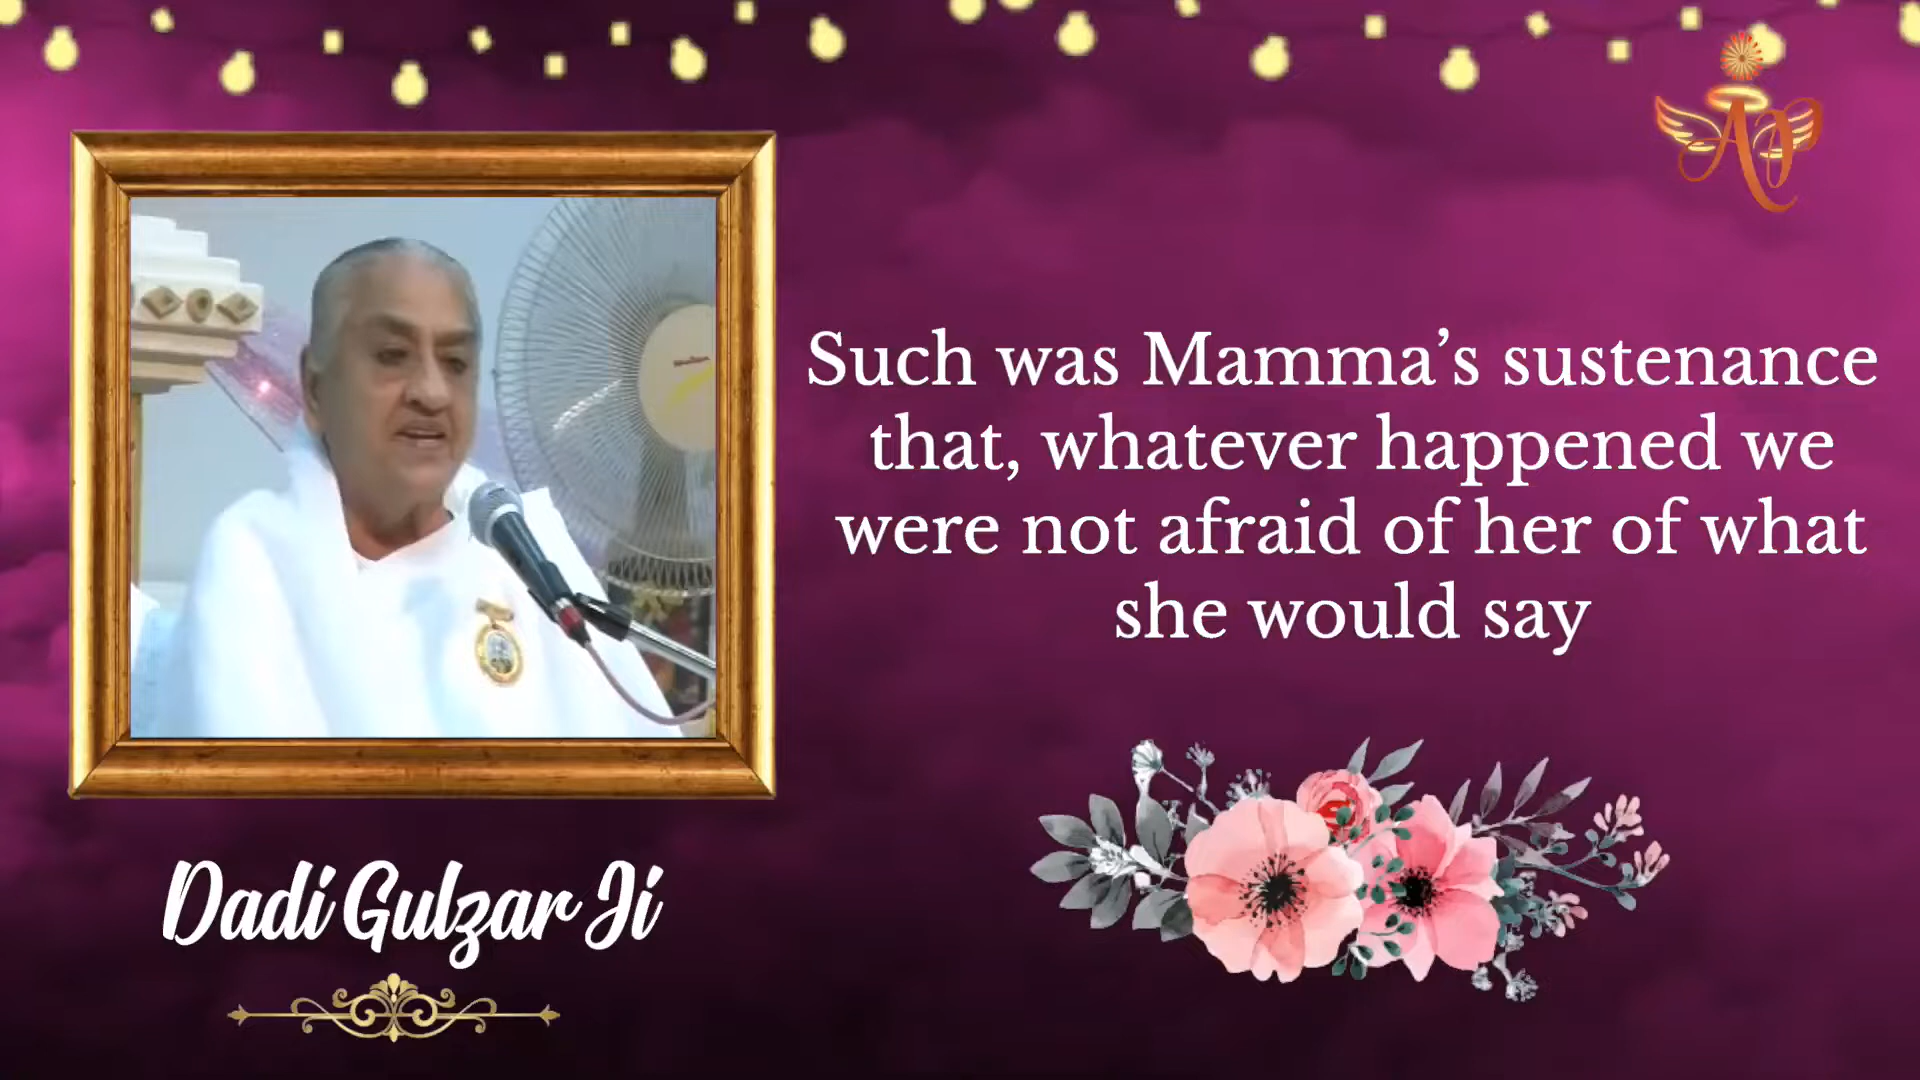 Such was Mamma’s sustenance
that, whatever happened we
were not afraid of her of what
she would say
Dadi Gulzar Ji
AP